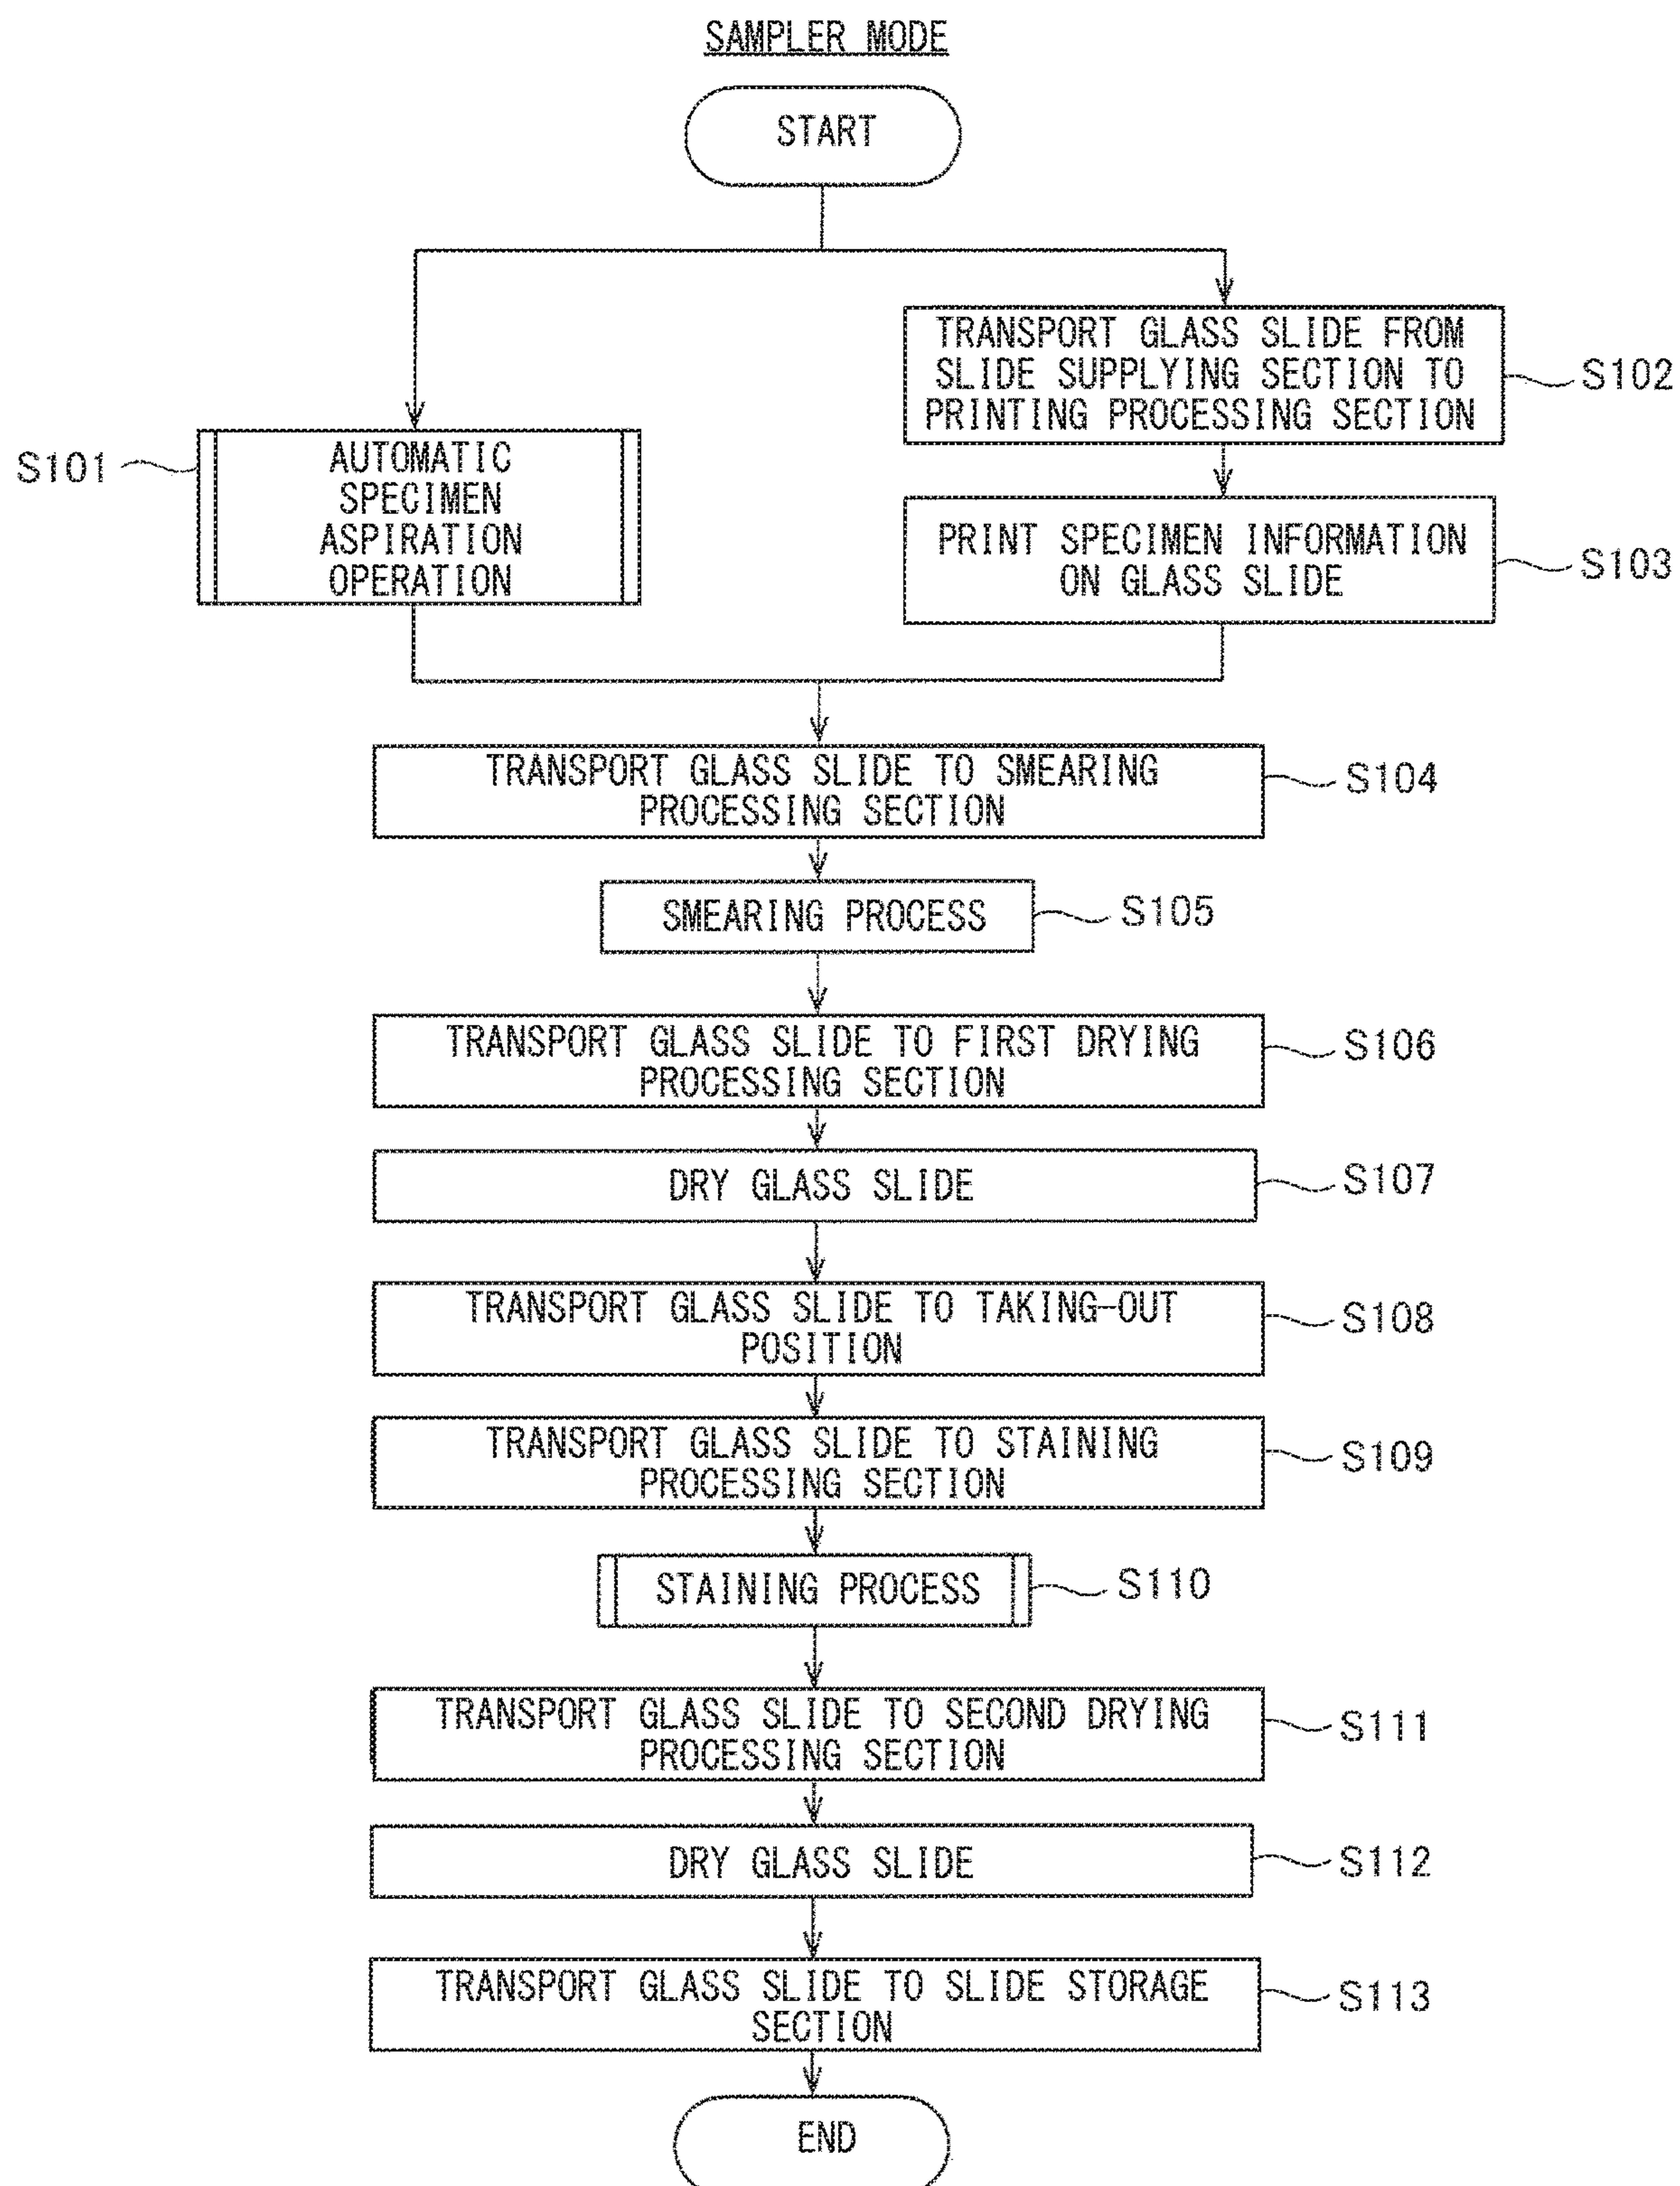 SAMPLER MODE
START
TRANSPORT GLASS SLIDE FROM
SLIDE SUPPLYING SECTION TO
PRINTING PROCESSING SECTION
S102
S101
AUTOMATIC
SPECIMEN
ASPIRATION
OPERATION
PRINT SPECIMEN INFORMATION
ON GLASS SLIDE
S103
TRANSPORT GLASS SLIDE TO SMEARING
PROCESSING SECTION
S104
SMEARING PROCESS
S105
TRANSPORT GLASS SLIDE TO FIRST DRYING
PROCESSING SECTION
S106
DRY GLASS SLIDE
S107
TRANSPORT GLASS SLIDE TO TAKING-OUT
POSITION
S108
TRANSPORT GLASS SLIDE TO STAINING
PROCESSING SECTION
S109
STAINING PROCESS
S110
TRANSPORT GLASS SLIDE TO SECOND DRYING
PROCESSING SECTION
S111
DRY GLASS SLIDE
S112
TRANSPORT GLASS SLIDE TO SLIDE STORAGE
SECTION
S113
END